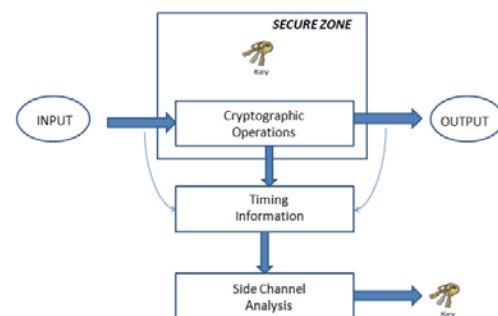 SECURE ZONE
Key
INPUT
Cryptographic
Operations
OUTPUT
Timing
Information
Side Channel
Analysis
Key